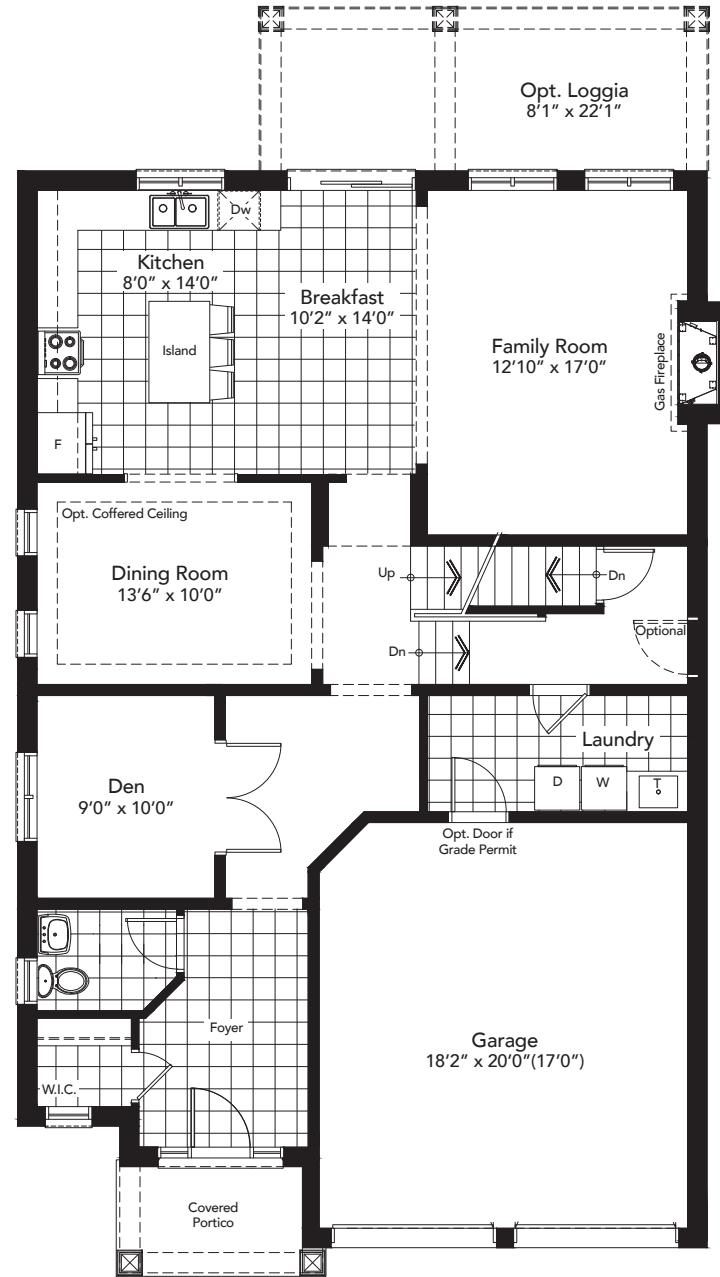 Opt. Loggia
8'1" x 22'1"
Dw
Kitchen
8'0" x 14'0"
Breakfast
10'2" x 14'0"
Island
Family Room
12'10" x 17'0"
Gas Fireplace
F
Opt. Coffered Ceiling
Dining Room
13'6" x 10'0"
Up
Dn
Optional
Dn
Laundry
D
W
T
Den
9'0" x 10'0"
Opt. Door if
Grade Permit
Foyer
Garage
18'2" x 20'0"(17'0")
W.I.C.
Covered
Portico